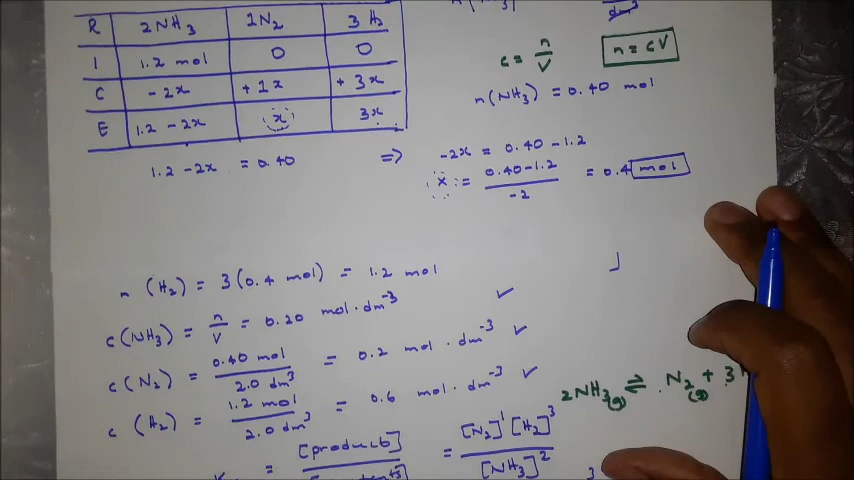 R 2NH₃ 1N₂ 3H₂
I 1.2 mol 0 0
C -2x +1x +3x
E 1.2-2x x 3x
1.2-2x = 0.40 =>
dm³
c = n/V
n = cV
n(NH₃) = 0.40 mol
-2x = 0.40-1.2
x = (0.40-1.2)/-2 = 0.4 mol
n(H₂) = 3(0.4 mol) = 1.2 mol
c(NH₃) = n/V = 0.20 mol·dm⁻³ ✓
c(N₂) = 0.40 mol/2.0 dm³ = 0.2 mol·dm⁻³ ✓
c(H₂) = 1.2 mol/2.0 dm³ = 0.6 mol·dm⁻³ ✓
2NH₃(g) ⇌ N₂(g) + 3
= [products] = [N₂]¹[H₂]³/[NH₃]²
3